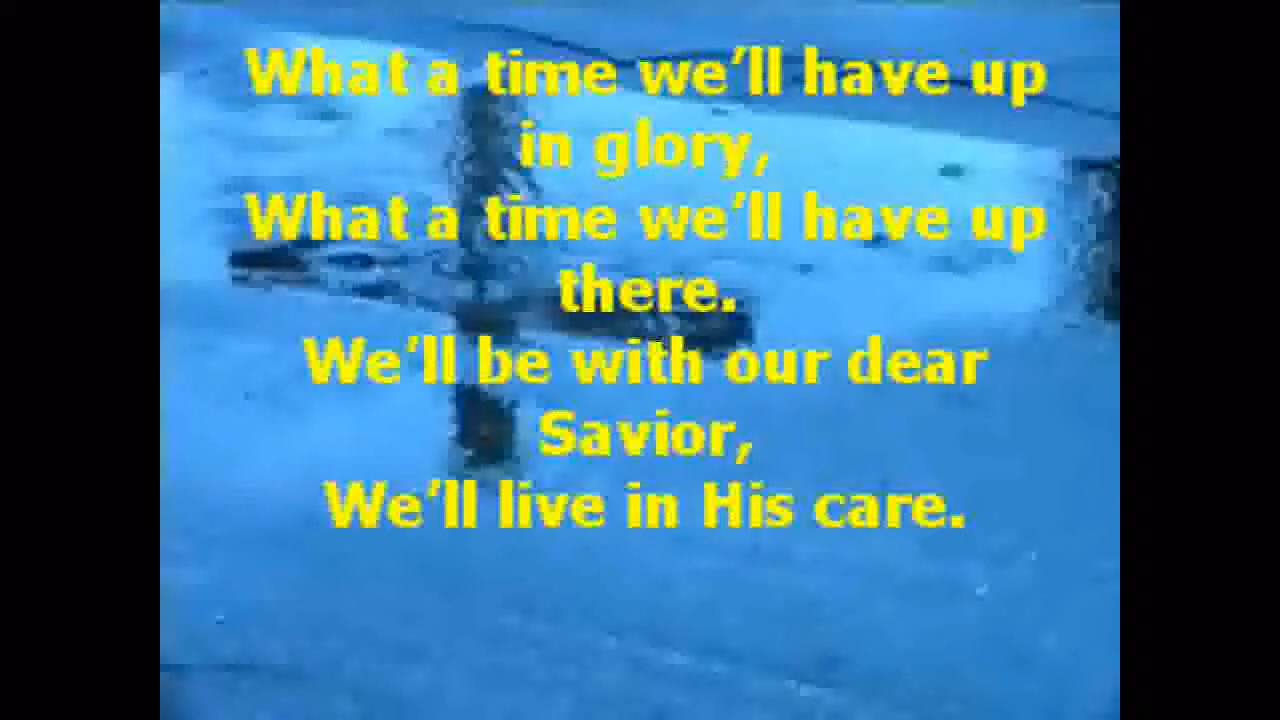 What a time we’ll have up
in glory,
What a time we’ll have up
there.
We’ll be with our dear
Savior,
We’ll live in His care.